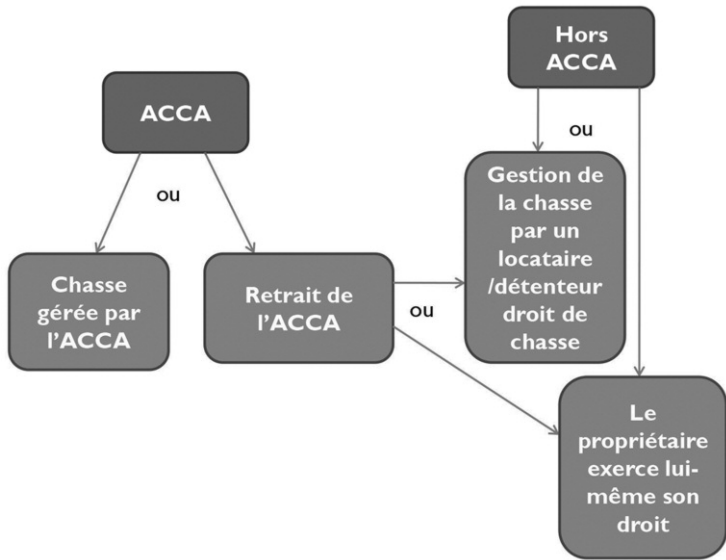 Hors
ACCA
ACCA
ou
ou
Gestion de
la chasse
par un
locataire
/détenteur
droit de
chasse
Chasse
gérée par
l'ACCA
Retrait de
l'ACCA
ou
Le
propriétaire
exerce lui-
même son
droit